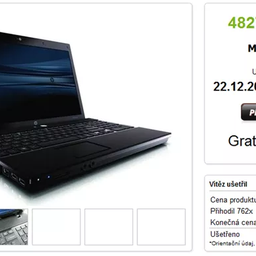 482
M
U
22.12.20
P
Grat
Vítěz ušetřil
Cena produktu
Přihodil 762x
Konečná cena
Ušetřeno
*Orientační údaj,